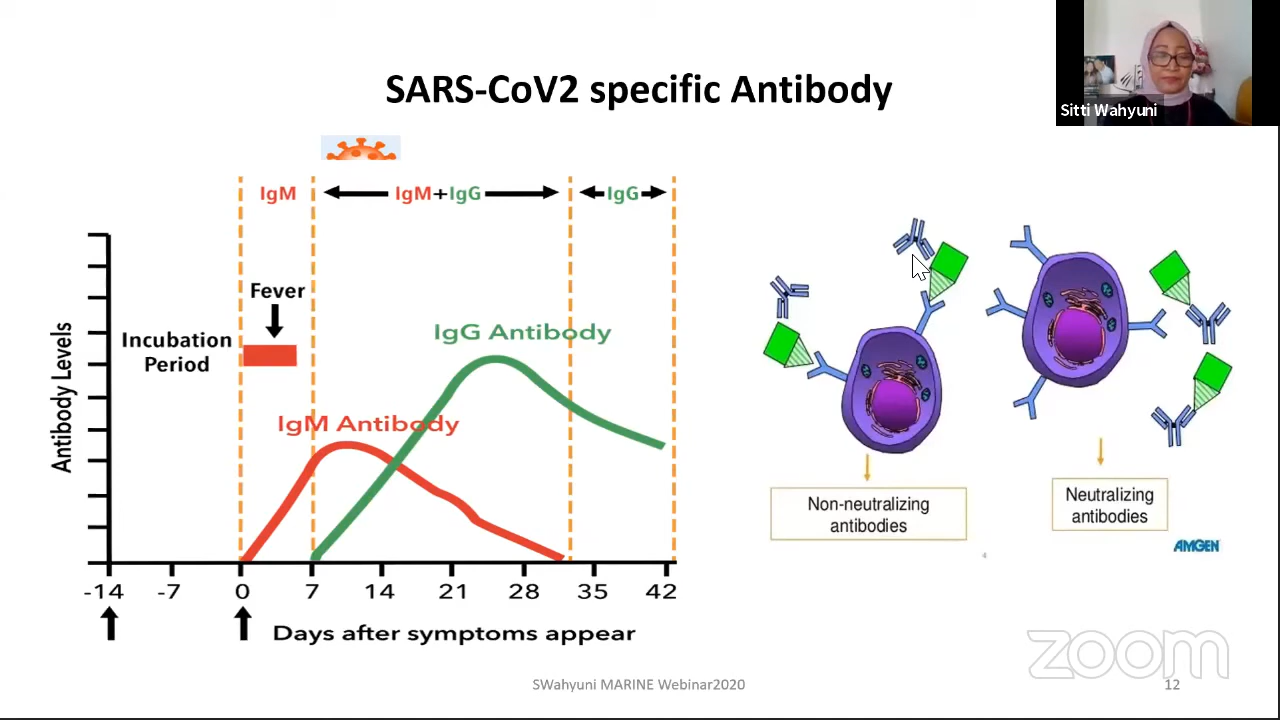 SARS-CoV2 specific Antibody
Sitti Wahyuni
IgM
IgM+IgG
IgG
Fever
Incubation
Period
Antibody Levels
IgG Antibody
IgM Antibody
-14 -7 0 7 14 21 28 35 42
Days after symptoms appear
Non-neutralizing
antibodies
Neutralizing
antibodies
AMGEN
4
zoom
SWahyuni MARINE Webinar2020
12